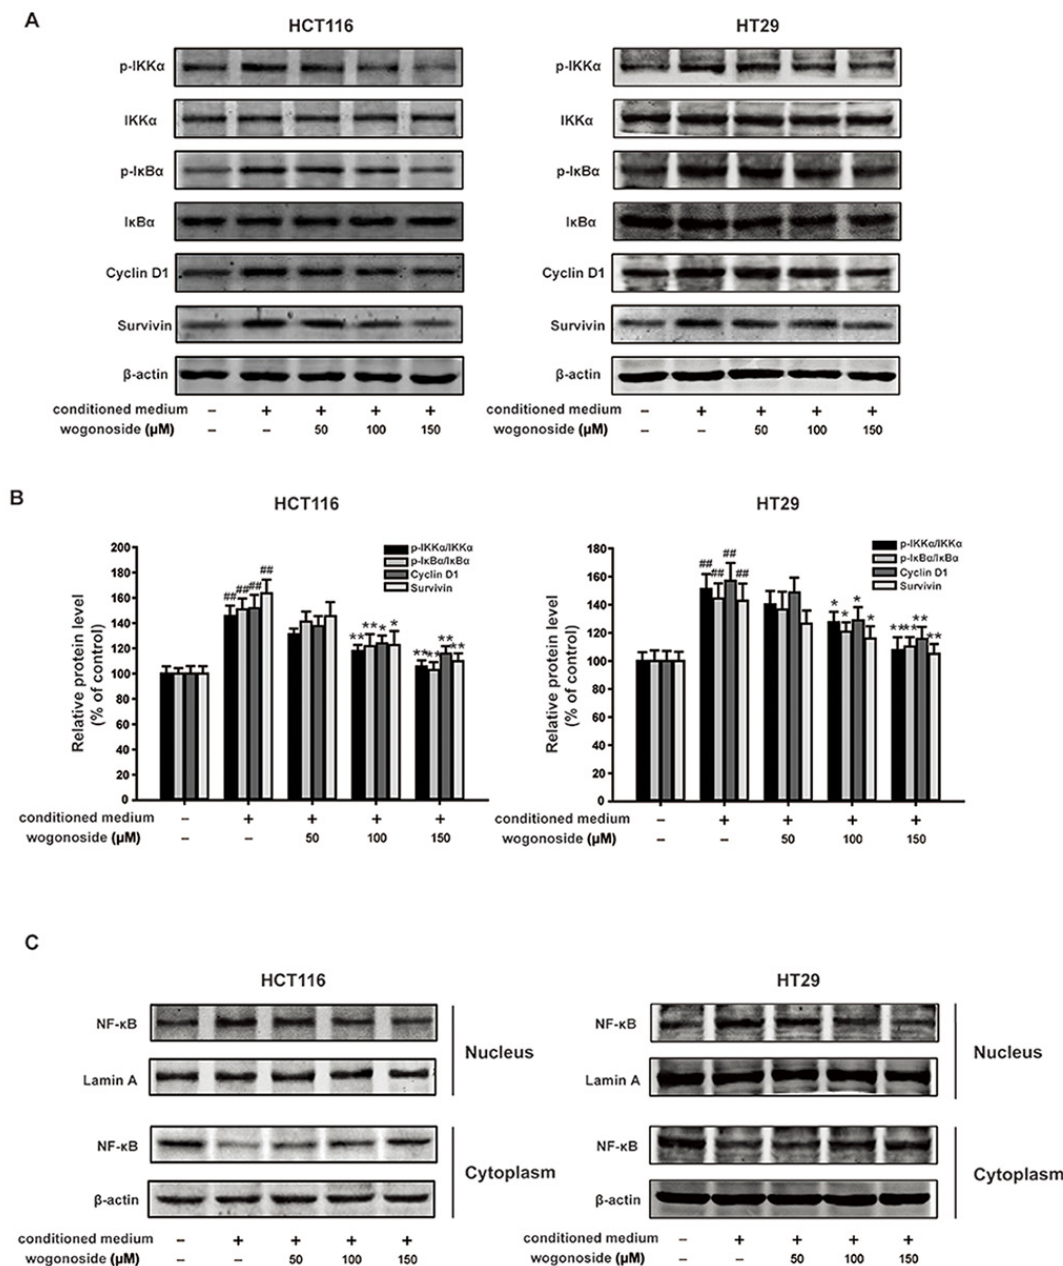 A
HCT116 HT29
p-IKKα p-IKKα
IKKα IKKα
p-IκBα p-IκBα
IκBα IκBα
Cyclin D1 Cyclin D1
Survivin Survivin
β-actin β-actin
conditioned medium – + + + + conditioned medium – + + + +
wogonoside (μM) – – 50 100 150 wogonoside (μM) – – 50 100 150
B
HCT116 HT29
Relative protein level
(% of control)
200
180
160
140
120
100
80
60
40
20
0
p-IKKα/IKKα
p-IκBα/IκBα
Cyclin D1
Survivin
## ## ## ##
** ** * *
** ** ** **
conditioned medium – + + + +
wogonoside (μM) – – 50 100 150
Relative protein level
(% of control)
180
160
140
120
100
80
60
40
20
0
p-IKKα/IKKα
p-IκBα/IκBα
Cyclin D1
Survivin
## ## ## ##
* * * *
** ** ** **
conditioned medium – + + + +
wogonoside (μM) – – 50 100 150
C
HCT116 HT29
NF-κB NF-κB
Nucleus Nucleus
Lamin A Lamin A
NF-κB NF-κB
Cytoplasm Cytoplasm
β-actin β-actin
conditioned medium – + + + + conditioned medium – + + + +
wogonoside (μM) – – 50 100 150 wogonoside (μM) – – 50 100 150